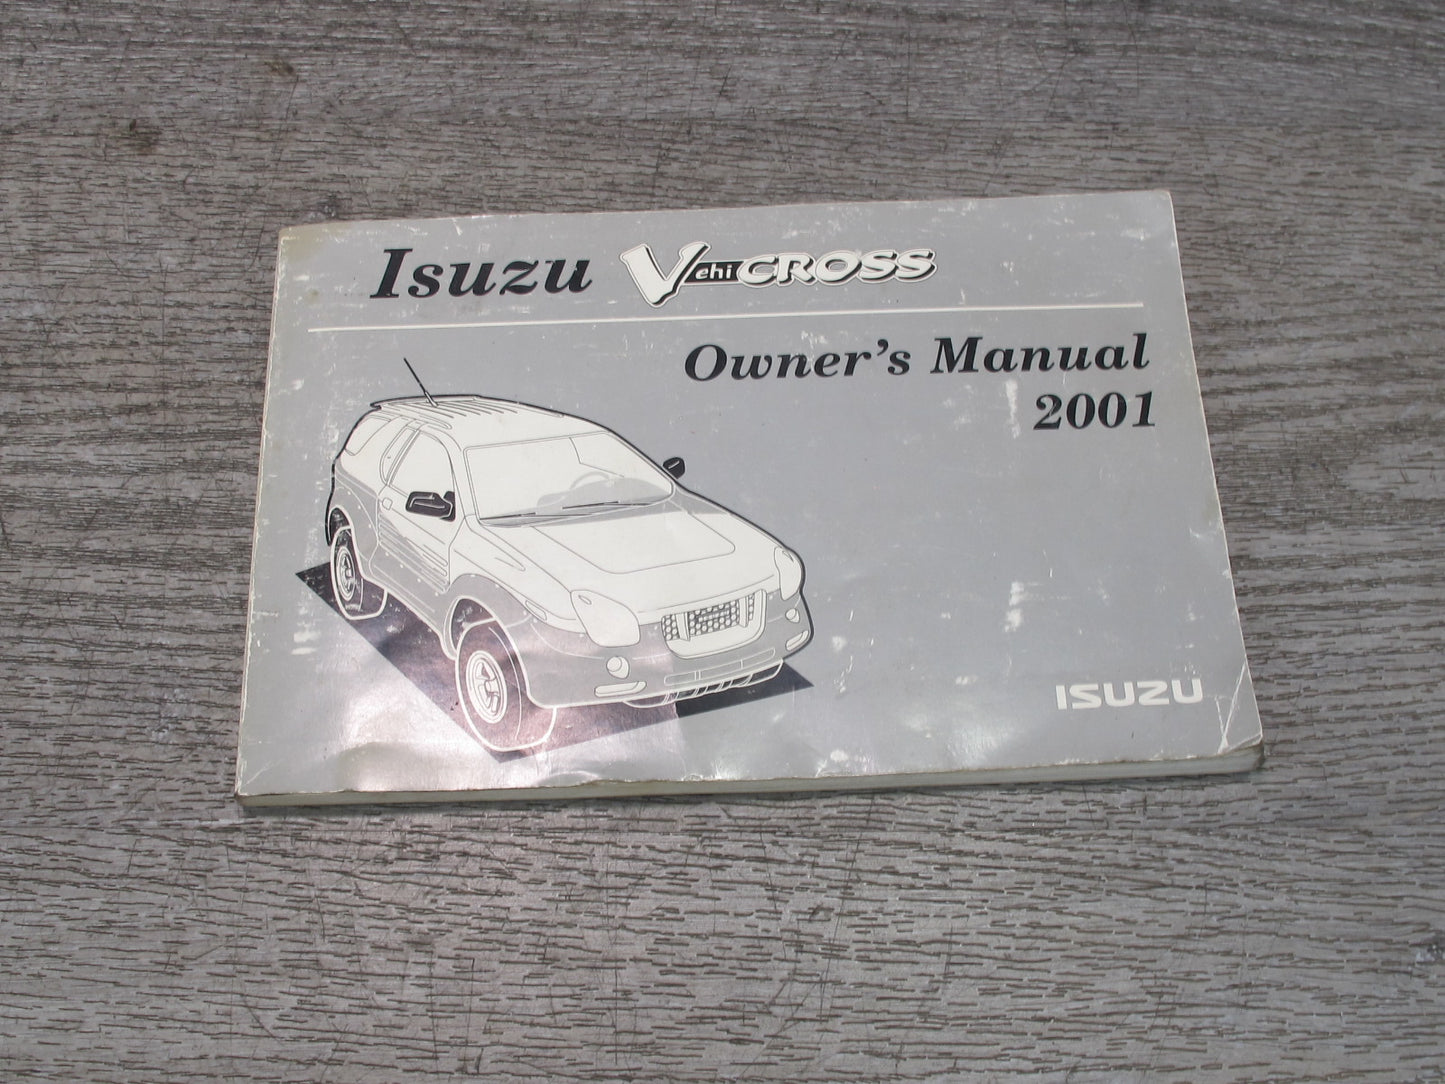 Isuzu VehiCROSS
Owner's Manual
2001
ISUZU